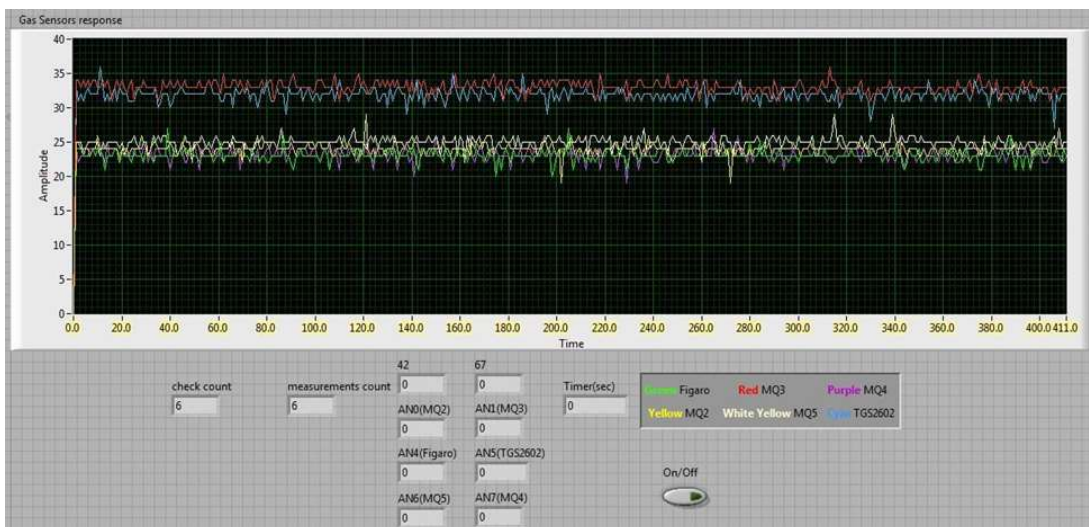 Gas Sensors response
40
35
30
25
20
15
10
5
0
Amplitude
0.0 20.0 40.0 60.0 80.0 100.0 120.0 140.0 160.0 180.0 200.0 220.0 240.0 260.0 280.0 300.0 320.0 340.0 360.0 380.0 400.0 411.0
Time
42 67
check count measurements count 0 0 Timer(sec)
6 6 0
AN0(MQ2) AN1(MQ3)
0 0
AN4(Figaro) AN5(TGS2602)
0 0
AN6(MQ5) AN7(MQ4)
0 0
Green Figaro Red MQ3 Purple MQ4
Yellow MQ2 White Yellow MQ5 Cyan TGS2602
On/Off